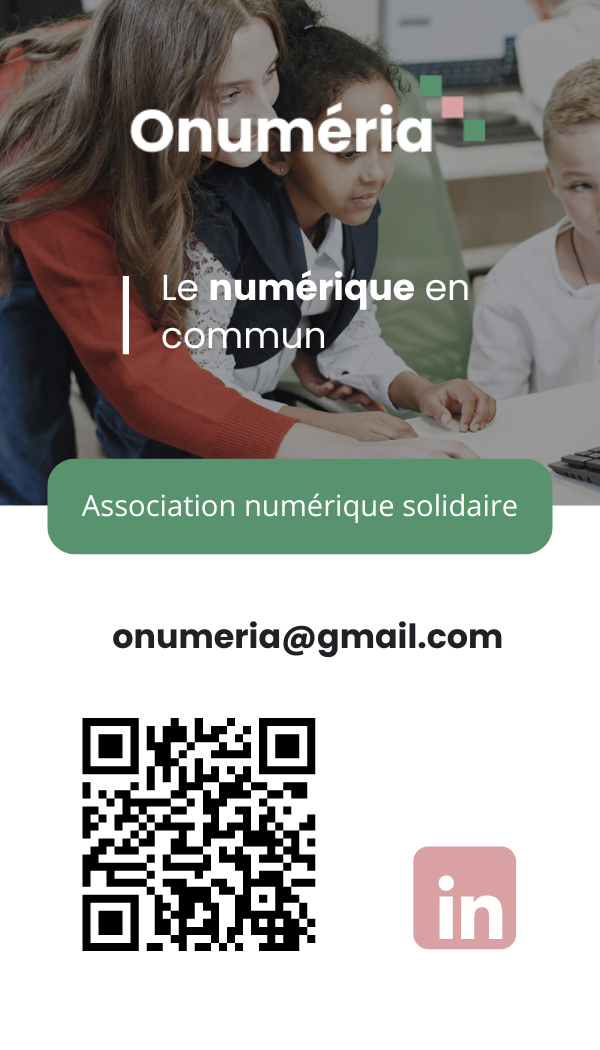 Onuméria
Le numérique en
commun
Association numérique solidaire
onumeria@gmail.com
in